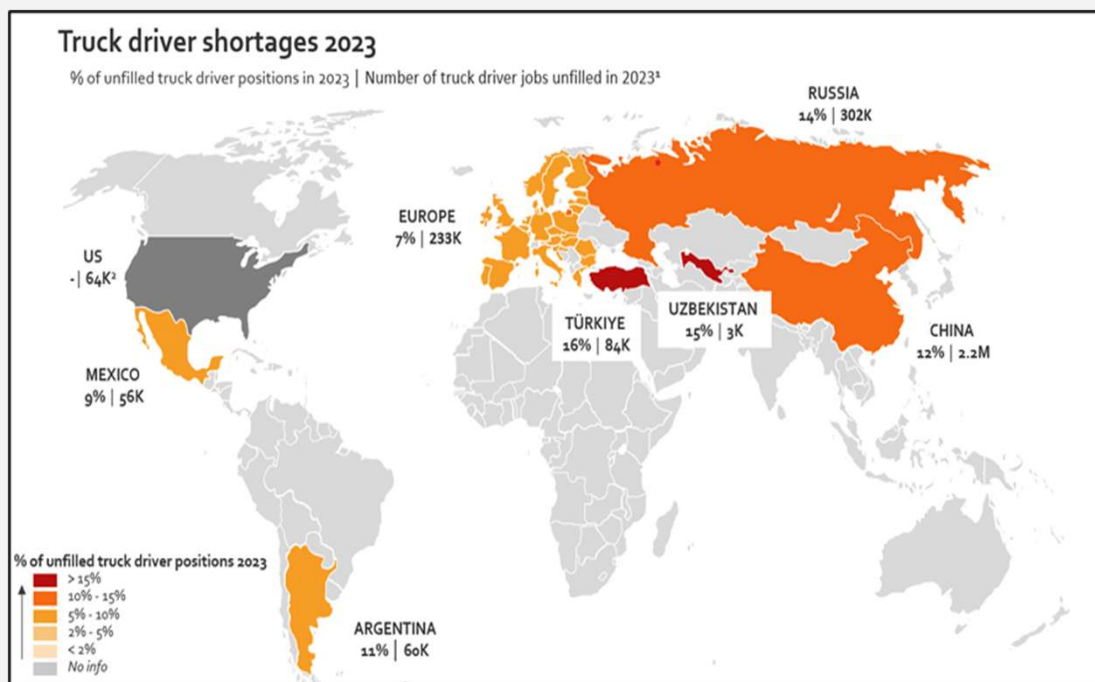 Truck driver shortages 2023
% of unfilled truck driver positions in 2023 | Number of truck driver jobs unfilled in 2023¹
RUSSIA
14% | 302K
EUROPE
7% | 233K
US
- | 64K²
UZBEKISTAN
15% | 3K
TÜRKIYE
16% | 84K
CHINA
12% | 2.2M
MEXICO
9% | 56K
% of unfilled truck driver positions 2023
> 15%
10% - 15%
5% - 10%
2% - 5%
< 2%
No info
ARGENTINA
11% | 60K